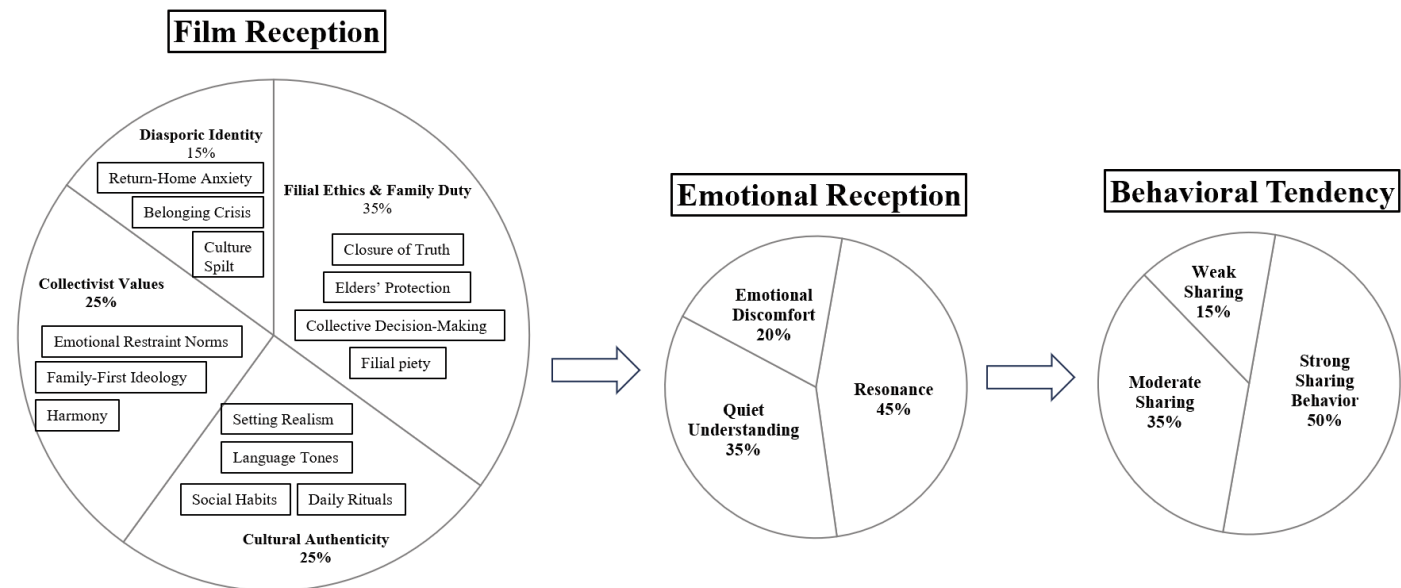 Film Reception
Diasporic Identity
15%
Return-Home Anxiety
Belonging Crisis
Culture
Spilt
Filial Ethics & Family Duty
35%
Closure of Truth
Elders’ Protection
Collective Decision-Making
Filial piety
Collectivist Values
25%
Emotional Restraint Norms
Family-First Ideology
Harmony
Setting Realism
Language Tones
Social Habits
Daily Rituals
Cultural Authenticity
25%
Emotional Reception
Emotional
Discomfort
20%
Resonance
45%
Quiet
Understanding
35%
Behavioral Tendency
Weak
Sharing
15%
Strong
Sharing
Behavior
50%
Moderate
Sharing
35%